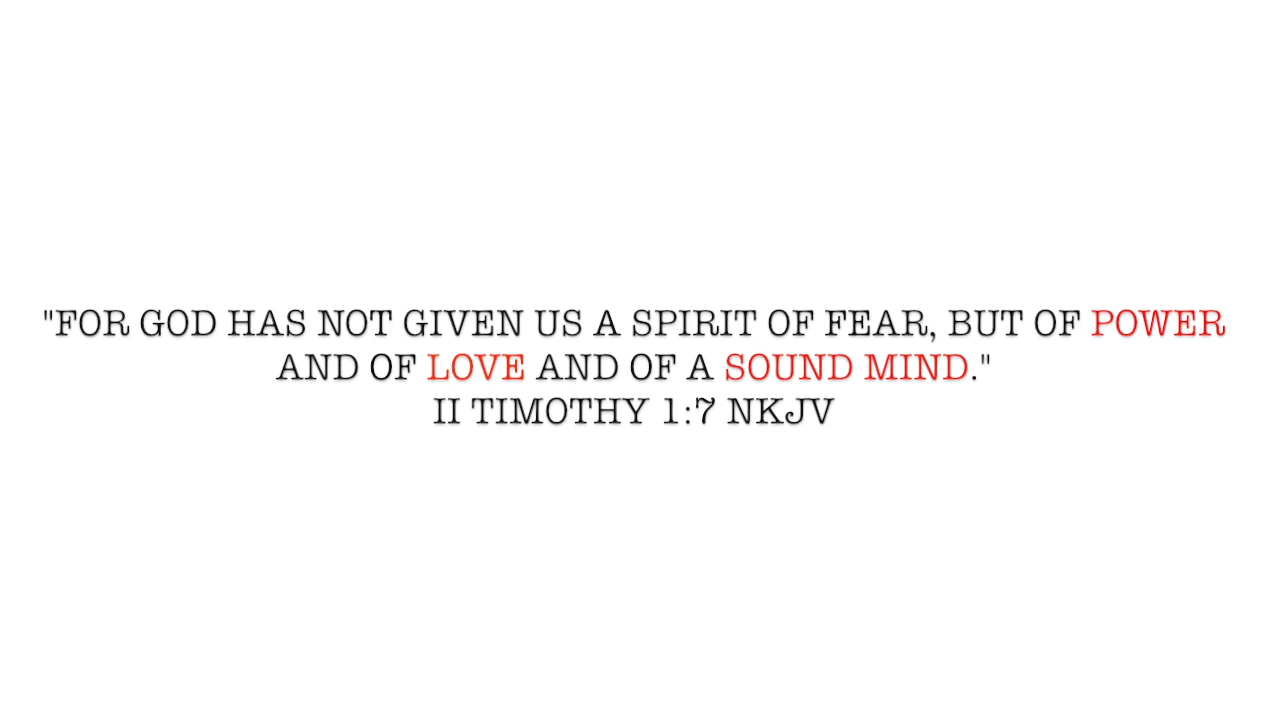 "FOR GOD HAS NOT GIVEN US A SPIRIT OF FEAR, BUT OF POWER
AND OF LOVE AND OF A SOUND MIND."
II TIMOTHY 1:7 NKJV